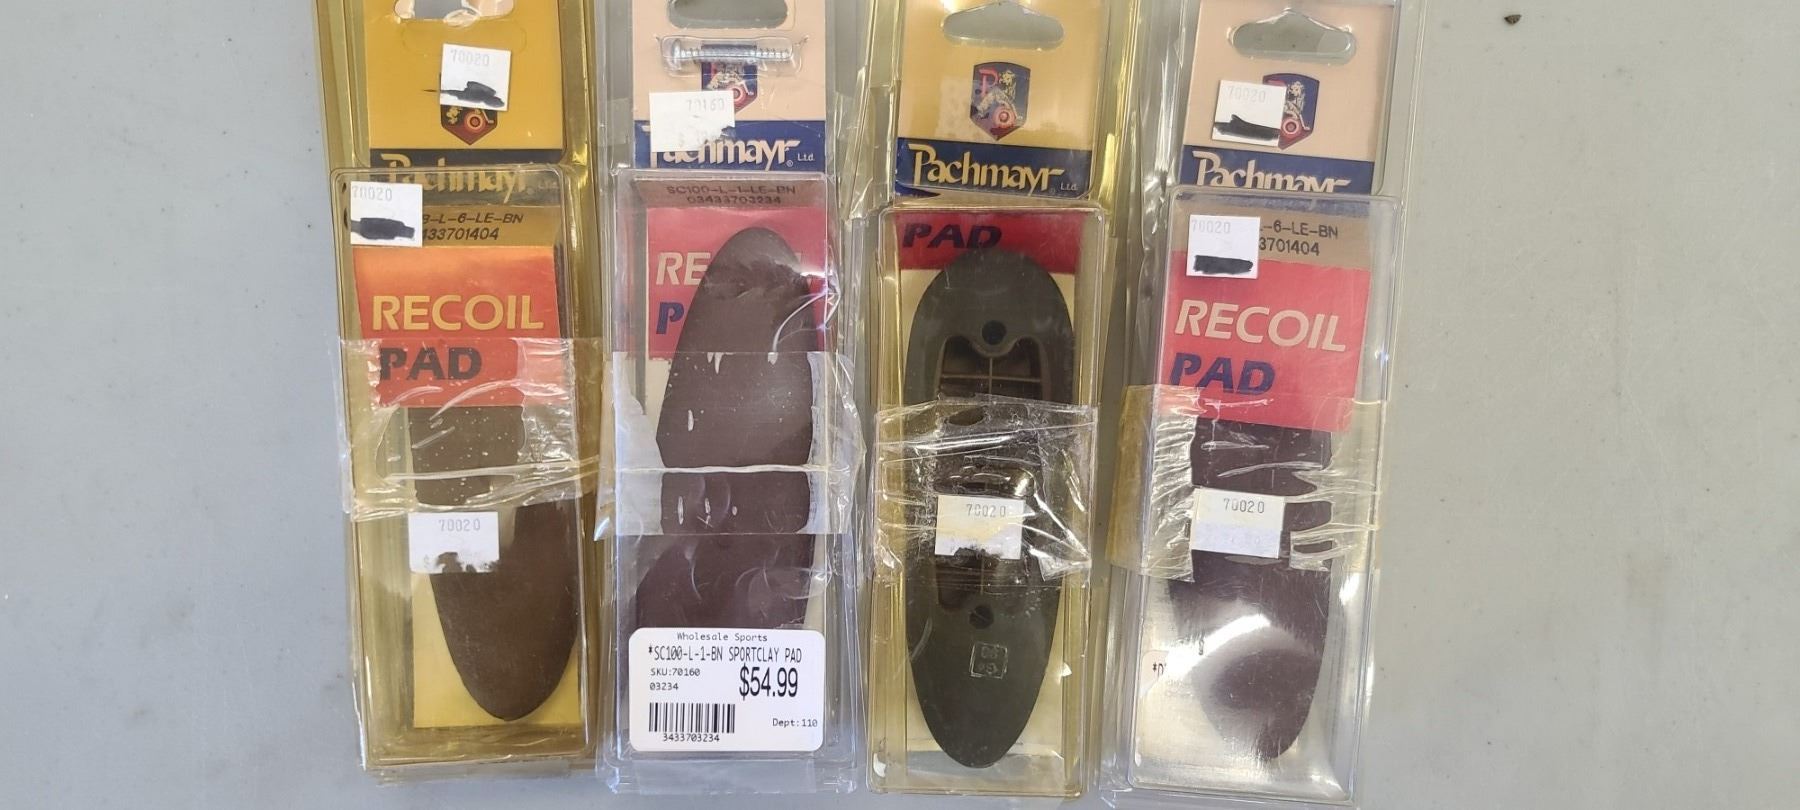 70020
Pachmayr Ltd.
70020
B-L-6-LE-BN
433701404
RECOIL
PAD
70020
70160
Pachmayr Ltd.
SC100-L-1-LE-BN
03433703234
RE
P
Wholesale Sports
*SC100-L-1-BN SPORTCLAY PAD
SKU:70160
$54.99
03234
Dept:110
3433703234
Pachmayr Ltd.
PAD
70020
70020
Pachmayr
70020
L-6-LE-BN
3701404
RECOIL
PAD
70020